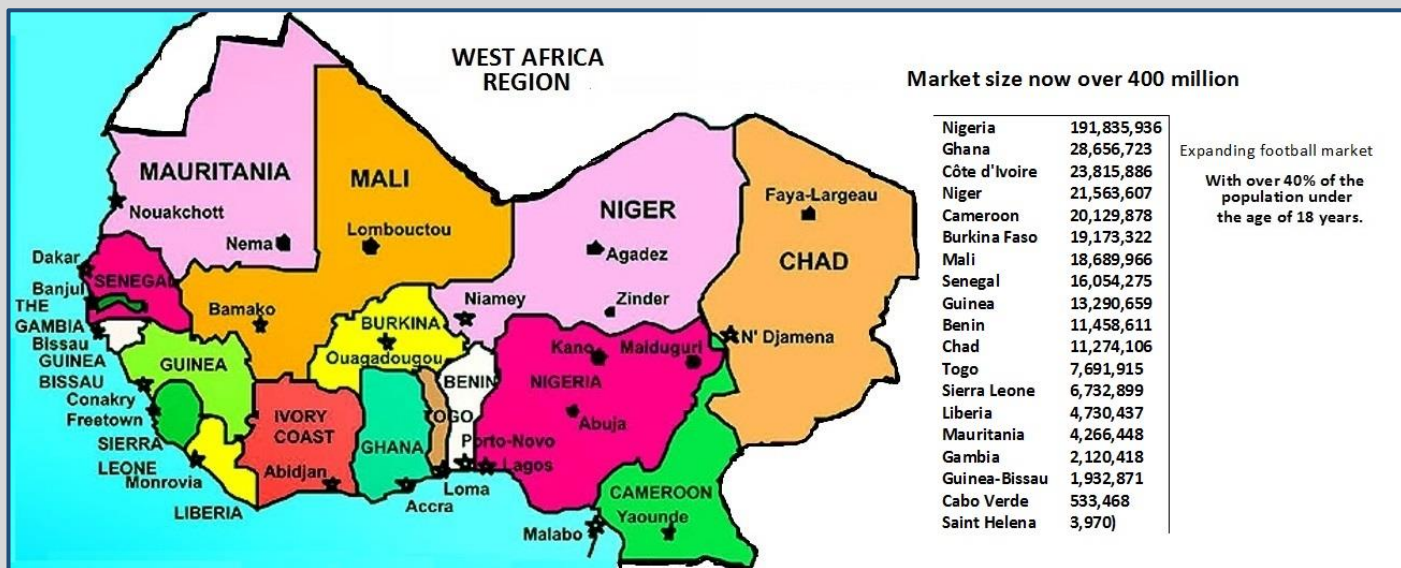 WEST AFRICA
REGION
Market size now over 400 million
Nigeria 191,835,936
Ghana 28,656,723
Côte d'Ivoire 23,815,886
Niger 21,563,607
Cameroon 20,129,878
Burkina Faso 19,173,322
Mali 18,689,966
Senegal 16,054,275
Guinea 13,290,659
Benin 11,458,611
Chad 11,274,106
Togo 7,691,915
Sierra Leone 6,732,899
Liberia 4,730,437
Mauritania 4,266,448
Gambia 2,120,418
Guinea-Bissau 1,932,871
Cabo Verde 533,468
Saint Helena 3,970)
Expanding football market
With over 40% of the
population under
the age of 18 years.
MAURITANIA
MALI
NIGER
CHAD
Faya-Largeau
Nouakchott
Nema
Lombouctou
Agadez
Dakar
SENEGAL
Banjul
THE
GAMBIA
Bissau
GUINEA
BISSAU
Conakry
Freetown
SIERRA
LEONE
Monrovia
LIBERIA
Bamako
GUINEA
BURKINA
Ouagadougou
Niamey
Zinder
N' Djamena
Kano
Maiduguri
BENIN
NIGERIA
Abuja
IVORY
COAST
Abidjan
GHANA
Accra
TOGO
Porto-Novo
Lagos
Loma
CAMEROON
Yaounde
Malabo